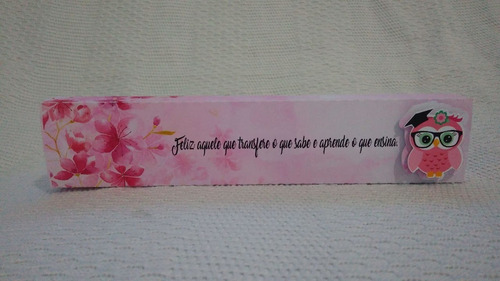 Feliz aquele que transfere o que sabe e aprende o que ensina.